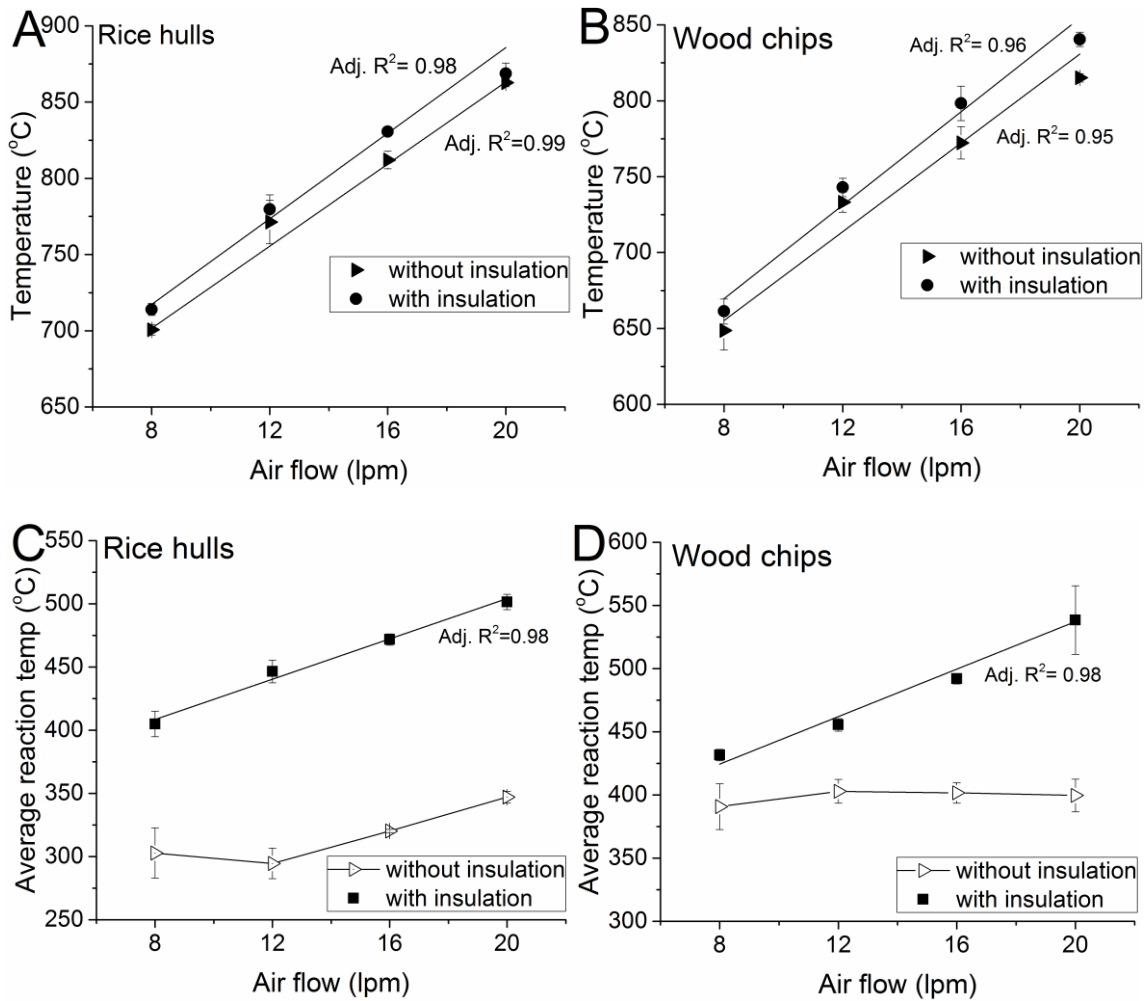 A
Rice hulls
Adj. R²= 0.98
Adj. R²=0.99
without insulation
with insulation
Temperature (°C)
900
850
800
750
700
650
8
12
16
20
Air flow (lpm)
B
Wood chips
Adj. R²= 0.96
Adj. R²= 0.95
without insulation
with insulation
Temperature (°C)
850
800
750
700
650
600
8
12
16
20
Air flow (lpm)
C
Rice hulls
Adj. R²=0.98
without insulation
with insulation
Average reaction temp (°C)
550
500
450
400
350
300
250
8
12
16
20
Air flow (lpm)
D
Wood chips
Adj. R²= 0.98
without insulation
with insulation
Average reaction temp (°C)
600
550
500
450
400
350
300
8
12
16
20
Air flow (lpm)